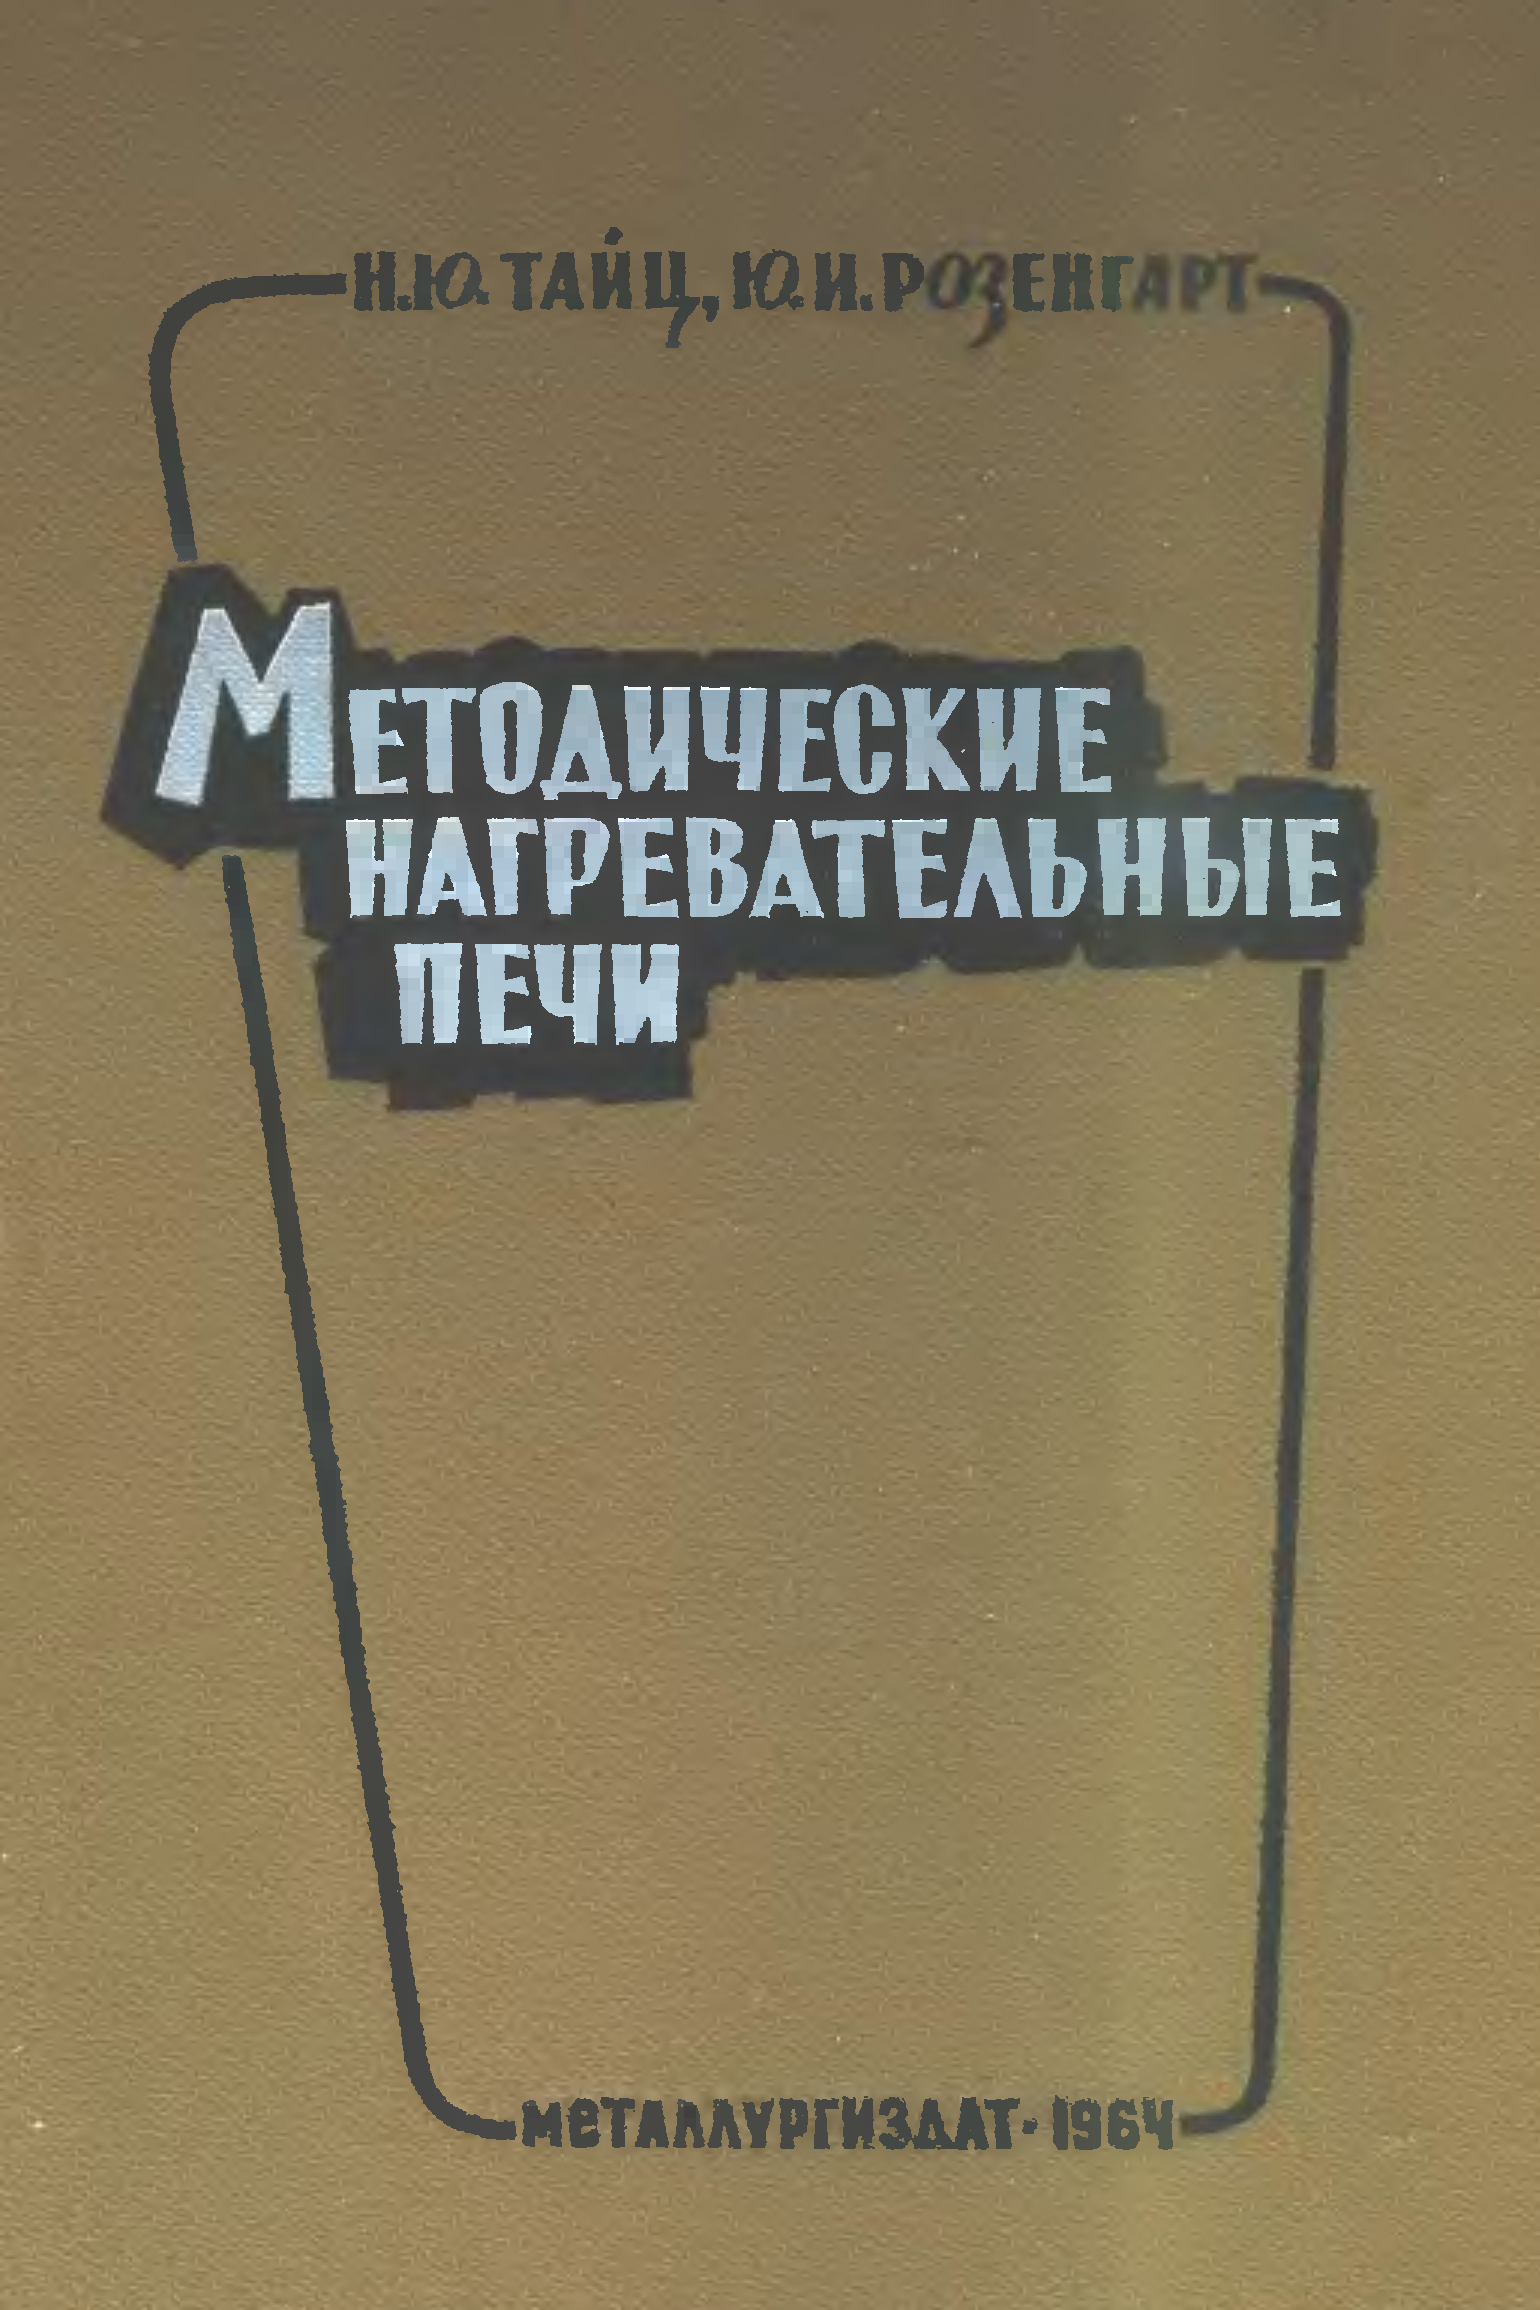 Н.Ю. ТАЙЦ, Ю.И. РОЗЕНГАРТ
МЕТОДИЧЕСКИЕ
НАГРЕВАТЕЛЬНЫЕ
ПЕЧИ
МЕТАЛЛУРГИЗДАТ · 1964